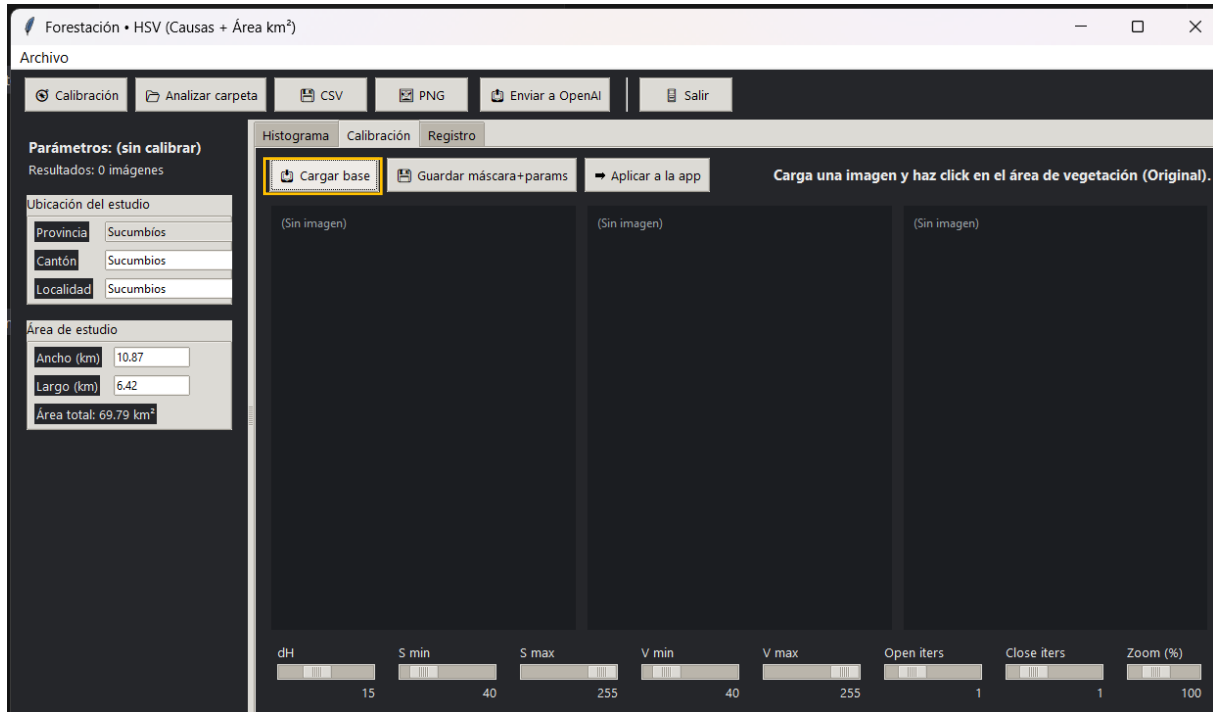 Forestación • HSV (Causas + Área km²)
Archivo
Calibración Analizar carpeta CSV PNG Enviar a OpenAI Salir
Parámetros: (sin calibrar)
Resultados: 0 imágenes
Ubicación del estudio
Provincia Sucumbíos
Cantón Sucumbios
Localidad Sucumbios
Área de estudio
Ancho (km) 10.87
Largo (km) 6.42
Área total: 69.79 km²
Histograma Calibración Registro
Cargar base Guardar máscara+params Aplicar a la app Carga una imagen y haz click en el área de vegetación (Original).
(Sin imagen) (Sin imagen) (Sin imagen)
dH S min S max V min V max Open iters Close iters Zoom (%)
15 40 255 40 255 1 1 100